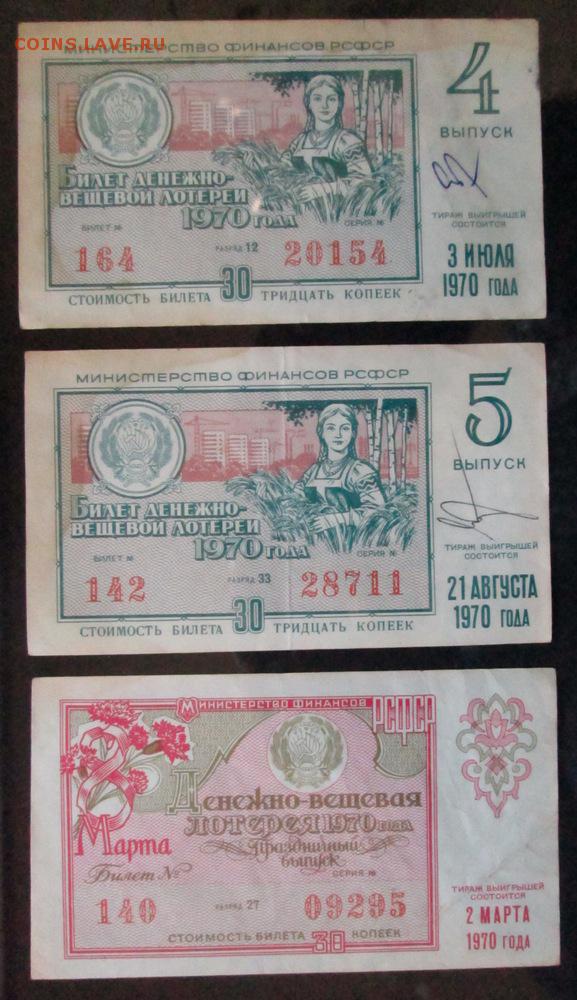 COINS.LAVE.RU
МИНИСТЕРСТВО ФИНАНСОВ РСФСР
4
ВЫПУСК
БИЛЕТ ДЕНЕЖНО-
ВЕЩЕВОЙ ЛОТЕРЕИ
1970 ГОДА
ТИРАЖ ВЫИГРЫШЕЙ
СОСТОИТСЯ
БИЛЕТ № СЕРИЯ №
164 РАЗРЯД 12 20154
3 ИЮЛЯ
1970 ГОДА
СТОИМОСТЬ БИЛЕТА 30 ТРИДЦАТЬ КОПЕЕК
МИНИСТЕРСТВО ФИНАНСОВ РСФСР
5
ВЫПУСК
БИЛЕТ ДЕНЕЖНО-
ВЕЩЕВОЙ ЛОТЕРЕИ
1970 ГОДА
ТИРАЖ ВЫИГРЫШЕЙ
СОСТОИТСЯ
БИЛЕТ № СЕРИЯ №
142 РАЗРЯД 33 28711
21 АВГУСТА
1970 ГОДА
СТОИМОСТЬ БИЛЕТА 30 ТРИДЦАТЬ КОПЕЕК
МИНИСТЕРСТВО ФИНАНСОВ РСФСР
8
Марта
ДЕНЕЖНО-ВЕЩЕВАЯ
ЛОТЕРЕЯ 1970 ГОДА
Праздничный
выпуск
Билет № СЕРИЯ №
140 РАЗРЯД 27 09295
ТИРАЖ ВЫИГРЫШЕЙ
СОСТОИТСЯ
2 МАРТА
1970 ГОДА
СТОИМОСТЬ БИЛЕТА 30 КОПЕЕК